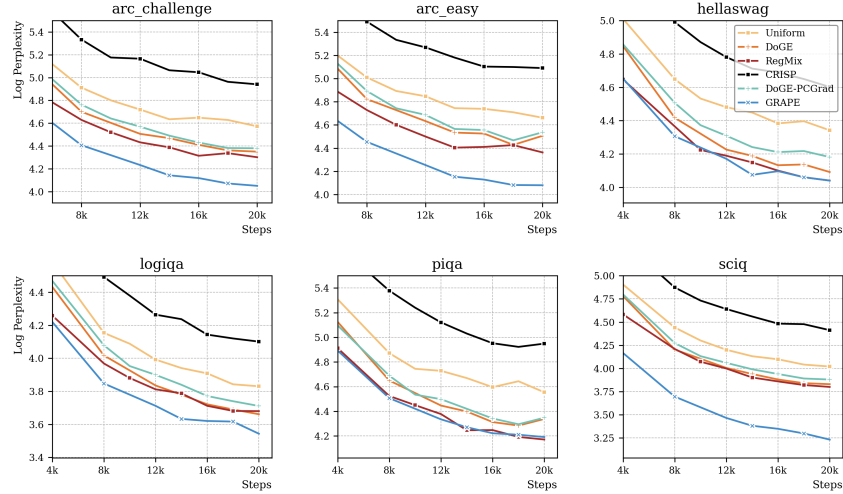 arc_challenge
Log Perplexity
5.4
5.2
5.0
4.8
4.6
4.4
4.2
4.0
8k
12k
16k
20k
Steps
arc_easy
5.4
5.2
5.0
4.8
4.6
4.4
4.2
4.0
8k
12k
16k
20k
Steps
hellaswag
5.0
4.8
4.6
4.4
4.2
4.0
4k
8k
12k
16k
20k
Steps
Uniform
DoGE
RegMix
CRISP
DoGE-PCGrad
GRAPE
logiqa
Log Perplexity
4.4
4.2
4.0
3.8
3.6
3.4
4k
8k
12k
16k
20k
Steps
piqa
5.4
5.2
5.0
4.8
4.6
4.4
4.2
4k
8k
12k
16k
20k
Steps
sciq
5.00
4.75
4.50
4.25
4.00
3.75
3.50
3.25
4k
8k
12k
16k
20k
Steps